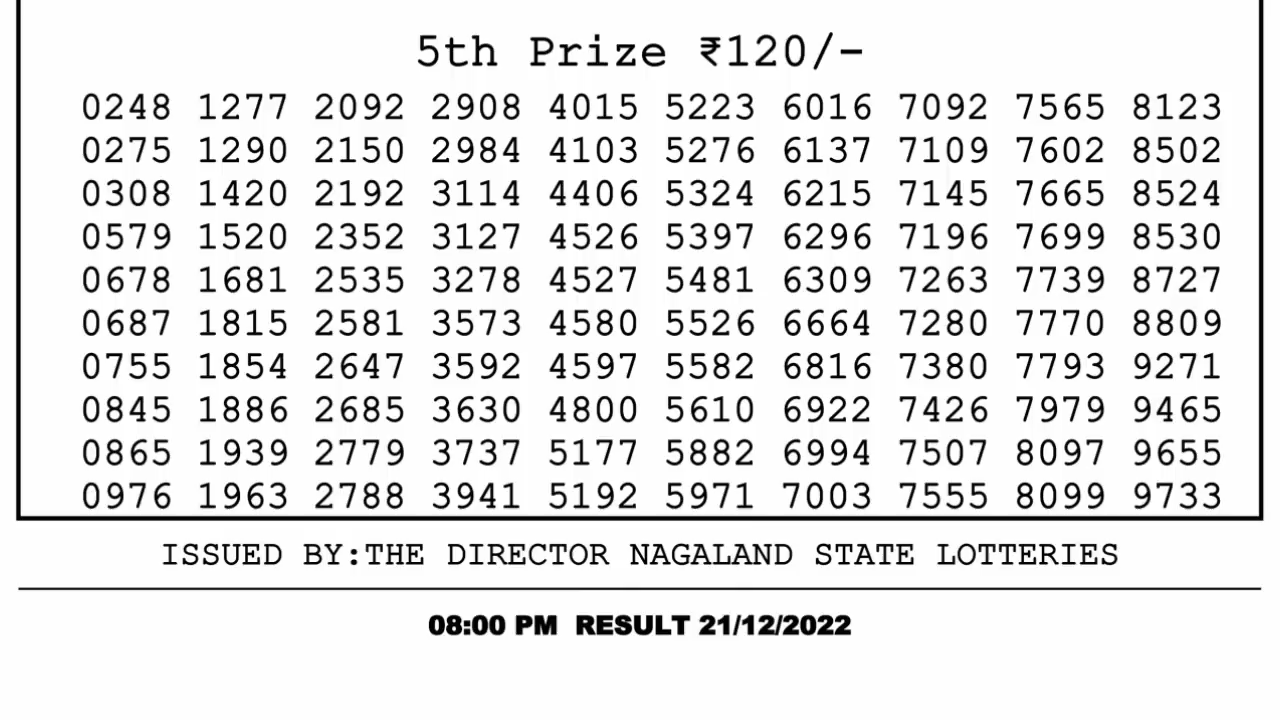 5th Prize ₹120/-
0248 1277 2092 2908 4015 5223 6016 7092 7565 8123
0275 1290 2150 2984 4103 5276 6137 7109 7602 8502
0308 1420 2192 3114 4406 5324 6215 7145 7665 8524
0579 1520 2352 3127 4526 5397 6296 7196 7699 8530
0678 1681 2535 3278 4527 5481 6309 7263 7739 8727
0687 1815 2581 3573 4580 5526 6664 7280 7770 8809
0755 1854 2647 3592 4597 5582 6816 7380 7793 9271
0845 1886 2685 3630 4800 5610 6922 7426 7979 9465
0865 1939 2779 3737 5177 5882 6994 7507 8097 9655
0976 1963 2788 3941 5192 5971 7003 7555 8099 9733
ISSUED BY:THE DIRECTOR NAGALAND STATE LOTTERIES
08:00 PM RESULT 21/12/2022